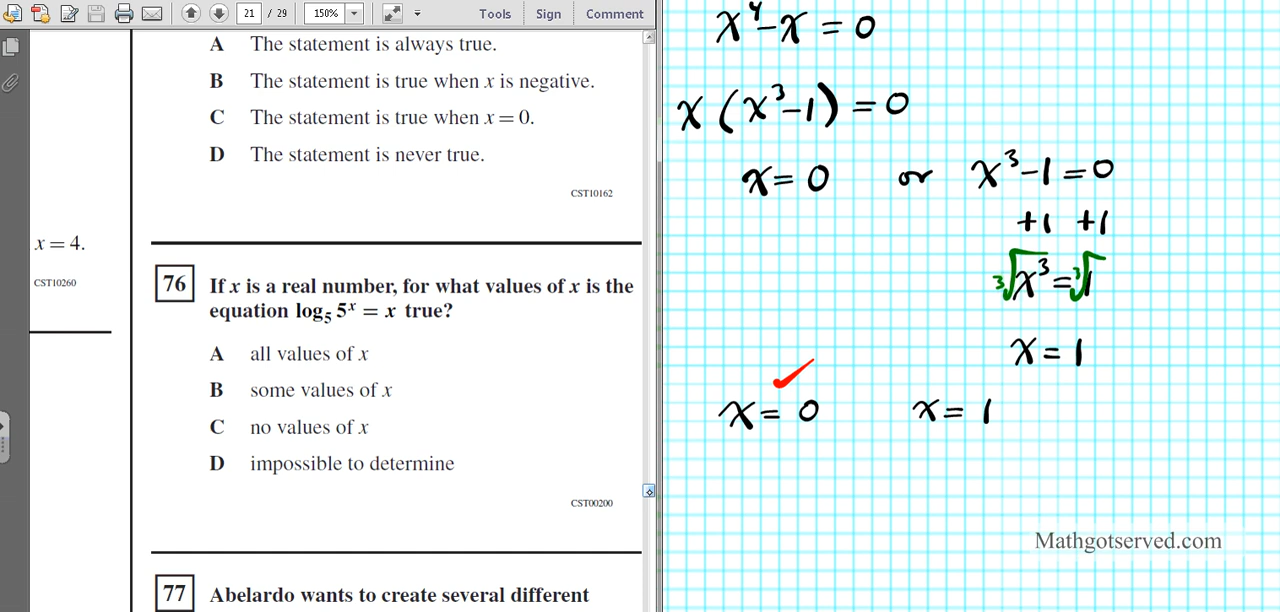 21 / 29
150%
Tools
Sign
Comment
A The statement is always true.
B The statement is true when x is negative.
C The statement is true when x = 0.
D The statement is never true.
CST10162
x = 4.
CST10260
76 If x is a real number, for what values of x is the
equation log₅ 5ˣ = x true?
A all values of x
B some values of x
C no values of x
D impossible to determine
CST00200
77 Abelardo wants to create several different
x⁴ - x = 0
x (x³ - 1) = 0
x = 0 or x³ - 1 = 0
+1 +1
³√x³ = ³√1
x = 1
x = 0 x = 1
Mathgotserved.com